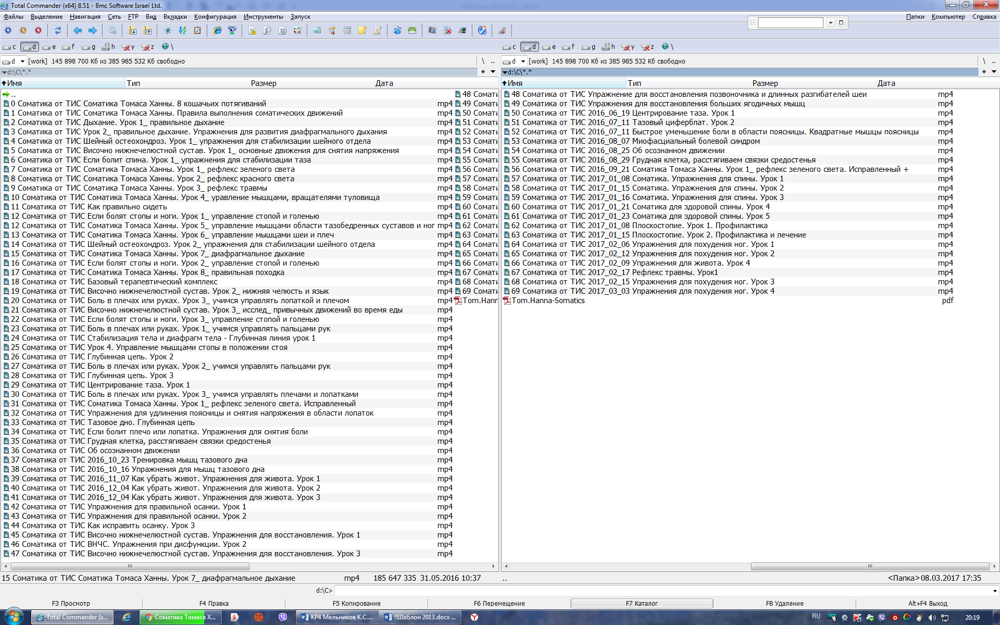 Total Commander (x64) 8.51 - Bmc Software Israel Ltd.
Файлы Выделение Навигация Сеть FTP Вид Вкладки Конфигурация Инструменты Запуск Папки Компьютер Справка
c d e f g h y z \ c d e f g h y z \
d [work] 145 898 700 Кб из 385 985 532 Кб свободно \ .. d [work] 145 898 700 Кб из 385 985 532 Кб свободно \ ..
d:\C\*.* * d:\C\*.* *
Имя Тип Размер Дата Имя Тип Размер Дата
.. 48 Сомати 48 Соматика от ТИС Упражнение для восстановления позвоночника и длинных разгибателей шеи mp4
0 Соматика от ТИС Соматика Томаса Ханны. 8 кошачьих потягиваний mp4 49 Сомати 49 Соматика от ТИС Упражнения для восстановления больших ягодичных мышц mp4
1 Соматика от ТИС Соматика Томаса Ханны. Правила выполнения соматических движений mp4 50 Сомати 50 Соматика от ТИС 2016_06_19 Центрирование таза. Урок 1 mp4
2 Соматика от ТИС Дыхание. Урок 1_ правильное дыхание mp4 51 Сомати 51 Соматика от ТИС 2016_07_11 Тазовый циферблат. Урок 2 mp4
3 Соматика от ТИС Урок 2_ правильное дыхание. Упражнения для развития диафрагмального дыхания mp4 52 Сомати 52 Соматика от ТИС 2016_07_11 Быстрое уменьшение боли в области поясницы. Квадратные мышцы поясницы mp4
4 Соматика от ТИС Шейный остеохондроз. Урок 1_ упражнения для стабилизации шейного отдела mp4 53 Сомати 53 Соматика от ТИС 2016_08_07 Миофасциальный болевой синдром mp4
5 Соматика от ТИС Височно нижнечелюстной сустав. Урок 1_ основные движения для снятия напряжения mp4 54 Сомати 54 Соматика от ТИС 2016_08_25 Об осознанном движении mp4
6 Соматика от ТИС Если болит спина. Урок 1_ упражнения для стабилизации таза mp4 55 Сомати 55 Соматика от ТИС 2016_08_29 Грудная клетка, расстягиваем связки средостенья mp4
7 Соматика от ТИС Соматика Томаса Ханны. Урок 1_ рефлекс зеленого света mp4 56 Сомати 56 Соматика от ТИС 2016_09_21 Соматика Томаса Ханны. Урок 1_ рефлекс зеленого света. Исправленный + mp4
8 Соматика от ТИС Соматика Томаса Ханны. Урок 2_ рефлекс красного света mp4 57 Сомати 57 Соматика от ТИС 2017_01_08 Соматика. Упражнения для спины. Урок 1 mp4
9 Соматика от ТИС Соматика Томаса Ханны. Урок 3_ рефлекс травмы mp4 58 Сомати 58 Соматика от ТИС 2017_01_15 Соматика. Упражнения для спины. Урок 2 mp4
10 Соматика от ТИС Соматика Томаса Ханны. Урок 4_ уравление мышцами, вращателями туловища mp4 59 Сомати 59 Соматика от ТИС 2017_01_16 Соматика. Упражнения для спины. Урок 3 mp4
11 Соматика от ТИС Как правильно сидеть mp4 60 Сомати 60 Соматика от ТИС 2017_01_21 Соматика для здоровой спины. Урок 4 mp4
12 Соматика от ТИС Если болят стопы и ноги. Урок 1_ управление стопой и голенью mp4 61 Сомати 61 Соматика от ТИС 2017_01_23 Соматика для здоровой спины. Урок 5 mp4
12 Соматика от ТИС Соматика Томаса Ханны. Урок 5_ управление мышцами области тазобедренных суставов и ног mp4 62 Сомати 62 Соматика от ТИС 2017_01_08 Плоскостопие. Урок 1. Профилактика mp4
13 Соматика от ТИС Соматика Томаса Ханны. Урок 6_ управление мышцами шеи и плеч mp4 63 Сомати 63 Соматика от ТИС 2017_01_15 Плоскостопие. Урок 2. Профилактика и лечение mp4
14 Соматика от ТИС Шейный остеохондроз. Урок 2_ упражнения для стабилизации шейного отдела mp4 64 Сомати 64 Соматика от ТИС 2017_02_06 Упражнения для похудения ног. Урок 1 mp4
15 Соматика от ТИС Соматика Томаса Ханны. Урок 7_ диафрагмальное дыхание mp4 65 Сомати 65 Соматика от ТИС 2017_02_12 Упражнения для похудения ног. Урок 2 mp4
16 Соматика от ТИС Если болят стопы и ноги. Урок 2_ управление стопой и голенью mp4 66 Сомати 66 Соматика от ТИС 2017_02_09 Упражнения для живота. Урок 4 mp4
17 Соматика от ТИС Соматика Томаса Ханны. Урок 8_ правильная походка mp4 67 Сомати 67 Соматика от ТИС 2017_02_17 Рефлекс травмы. Урок1 mp4
18 Соматика от ТИС Базовый терапевтический комплекс mp4 68 Сомати 68 Соматика от ТИС 2017_02_15 Упражнения для похудения ног. Урок 3 mp4
19 Соматика от ТИС Височно нижнечелюстной сустав. Урок 2_ нижняя челюсть и язык mp4 69 Сомати 69 Соматика от ТИС 2017_03_03 Упражнения для похудения ног. Урок 4 mp4
20 Соматика от ТИС Боль в плечах или руках. Урок 3_ учимся управлять лопаткой и плечом mp4 Tom.Hanr Tom.Hanna-Somatics pdf
21 Соматика от ТИС Височно нижнечелюстной сустав. Урок 3_ исслед_ привычных движений во время еды mp4
22 Соматика от ТИС Если болят стопы и ноги. Урок 3_ управление стопой и голенью mp4
23 Соматика от ТИС Боль в плечах или руках. Урок 1_ учимся управлять пальцами рук mp4
24 Соматика от ТИС Стабилизация тела и диафрагм тела - Глубинная линия урок 1 mp4
25 Соматика от ТИС Урок 4. Управление мышцами стопы в положении стоя mp4
26 Соматика от ТИС Глубинная цепь. Урок 2 mp4
27 Соматика от ТИС Боль в плечах или руках. Урок 2_ учимся управлять пальцами рук mp4
28 Соматика от ТИС Глубинная цепь. Урок 3 mp4
29 Соматика от ТИС Центрирование таза. Урок 1 mp4
30 Соматика от ТИС Боль в плечах или руках. Урок 3_ учимся управлять плечами и лопатками mp4
31 Соматика от ТИС Соматика Томаса Ханны. Урок 1_ рефлекс зеленого света. Исправленный mp4
32 Соматика от ТИС Упражнения для удлинения поясницы и снятия напряжения в области лопаток mp4
33 Соматика от ТИС Тазовое дно. Глубинная цепь mp4
34 Соматика от ТИС Если болит плечо или лопатка. Упражнения для снятия боли mp4
35 Соматика от ТИС Грудная клетка, расстягиваем связки средостенья mp4
36 Соматика от ТИС Об осознанном движении mp4
37 Соматика от ТИС 2016_10_23 Тренировка мышц тазового дна mp4
38 Соматика от ТИС 2016_10_16 Упражнения для мышц тазового дна mp4
39 Соматика от ТИС 2016_11_07 Как убрать живот. Упражнения для живота. Урок 1 mp4
40 Соматика от ТИС 2016_12_04 Как убрать живот. Упражнения для живота. Урок 2 mp4
41 Соматика от ТИС 2016_12_04 Как убрать живот. Упражнения для живота. Урок 3 mp4
42 Соматика от ТИС Упражнения для правильной осанки. Урок 1 mp4
43 Соматика от ТИС Упражнения для правильной осанки. Урок 2 mp4
44 Соматика от ТИС Как исправить осанку. Урок 3 mp4
45 Соматика от ТИС Височно нижнечелюстной сустав. Упражнения для восстановления. Урок 1 mp4
46 Соматика от ТИС ВНЧС. Упражнения при дисфункции. Урок 2 mp4
47 Соматика от ТИС Височно нижнечелюстной сустав. Упражнения для восстановления. Урок 3 mp4
15 Соматика от ТИС Соматика Томаса Ханны. Урок 7_ диафрагмальное дыхание mp4 185 647 335 31.05.2016 10:37 .. <Папка> 08.03.2017 17:35
d:\C>
F3 Просмотр F4 Правка F5 Копирование F6 Перемещение F7 Каталог F8 Удаление Alt+F4 Выход
Total Commander (x... Соматика Томаса Х... КР4 Мельников К.С.... !!Шаблон 2013.docx ... RU 20:19